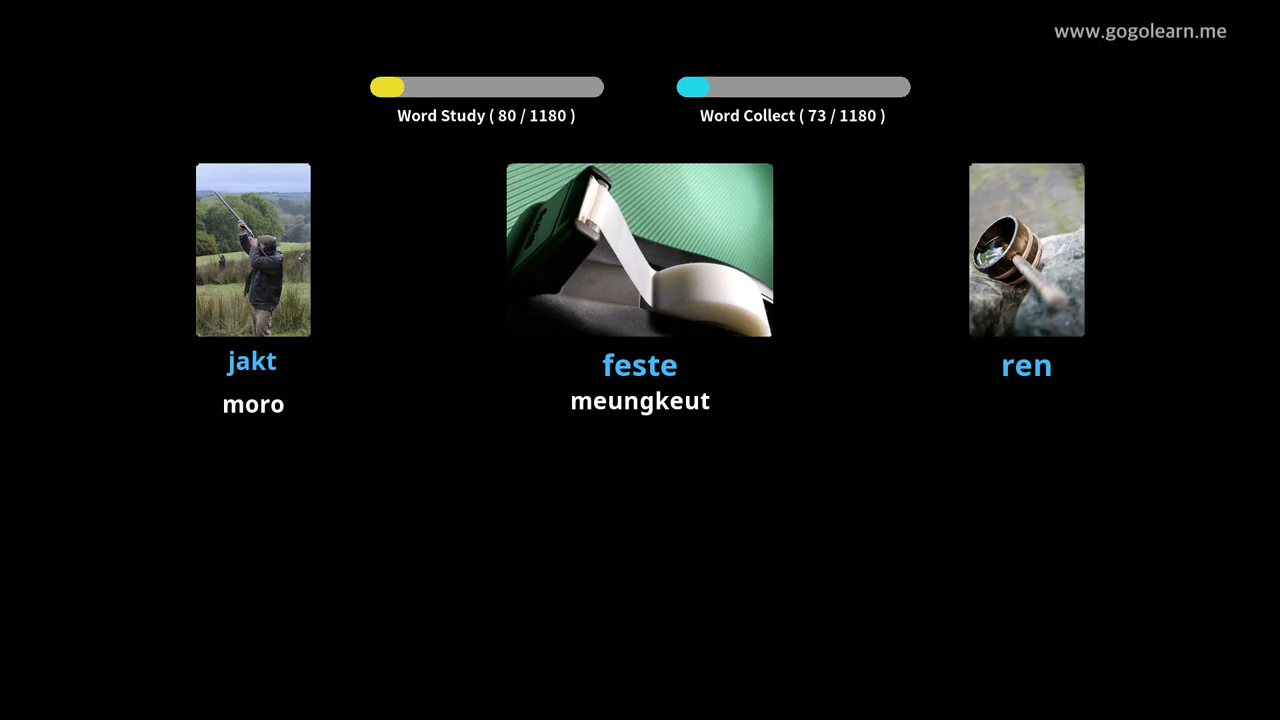 www.gogolearn.me
Word Study ( 80 / 1180 )
Word Collect ( 73 / 1180 )
jakt
moro
feste
meungkeut
ren